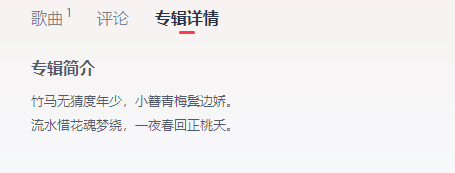 歌曲 1 评论 专辑详情
专辑简介
竹马无猜度年少，小簪青梅鬓边娇。
流水惜花魂梦绕，一夜春回正桃夭。